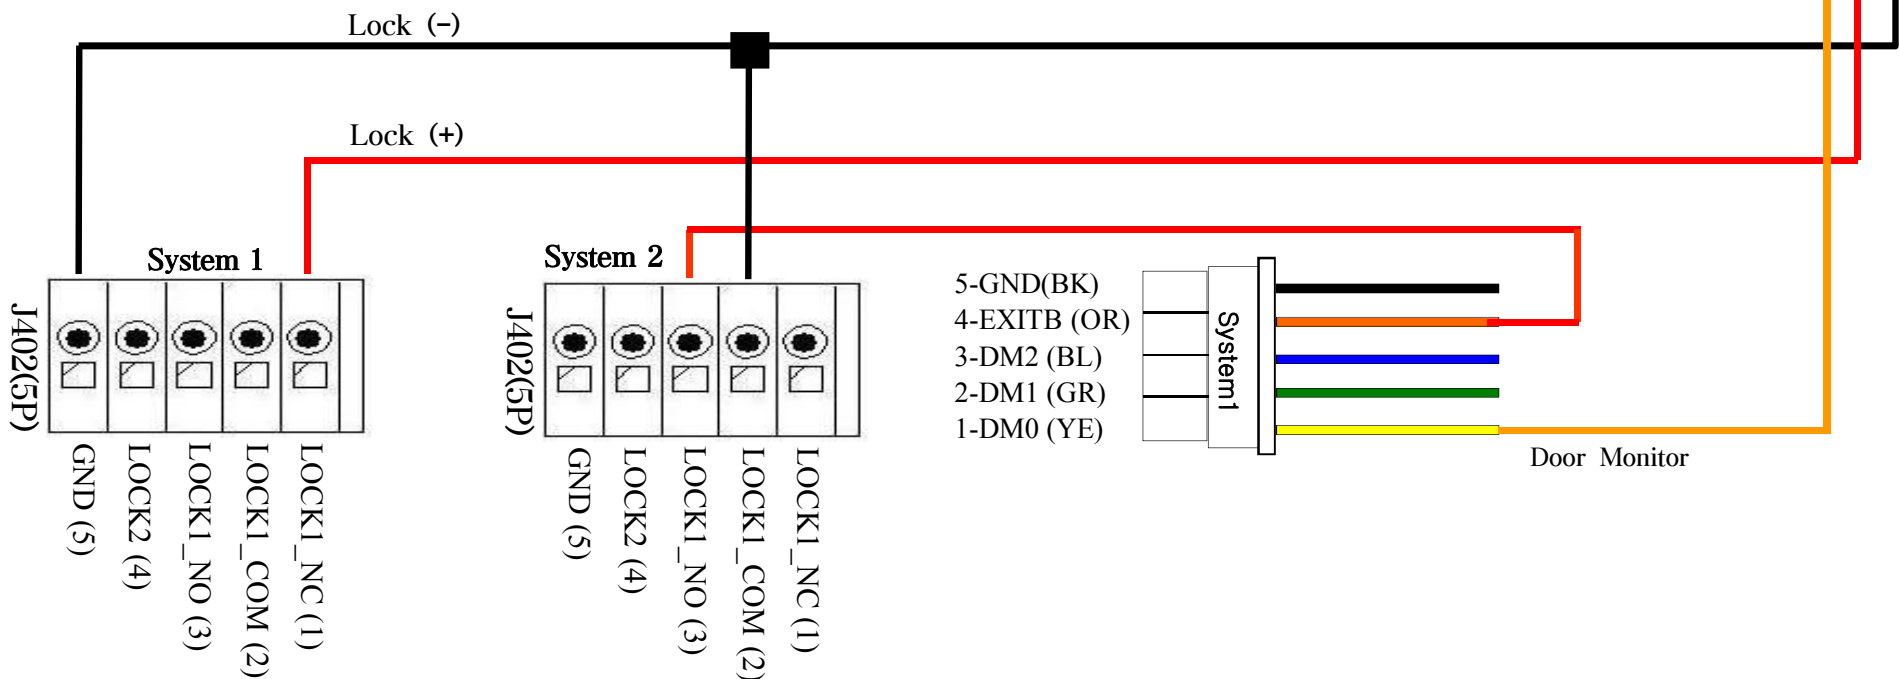 Lock (-)
Lock (+)
System 1
J402(5P)
GND (5)
LOCK2 (4)
LOCK1_NO (3)
LOCK1_COM (2)
LOCK1_NC (1)
System 2
J402(5P)
GND (5)
LOCK2 (4)
LOCK1_NO (3)
LOCK1_COM (2)
LOCK1_NC (1)
5-GND(BK)
4-EXITB (OR)
3-DM2 (BL)
2-DM1 (GR)
1-DM0 (YE)
System1
Door Monitor